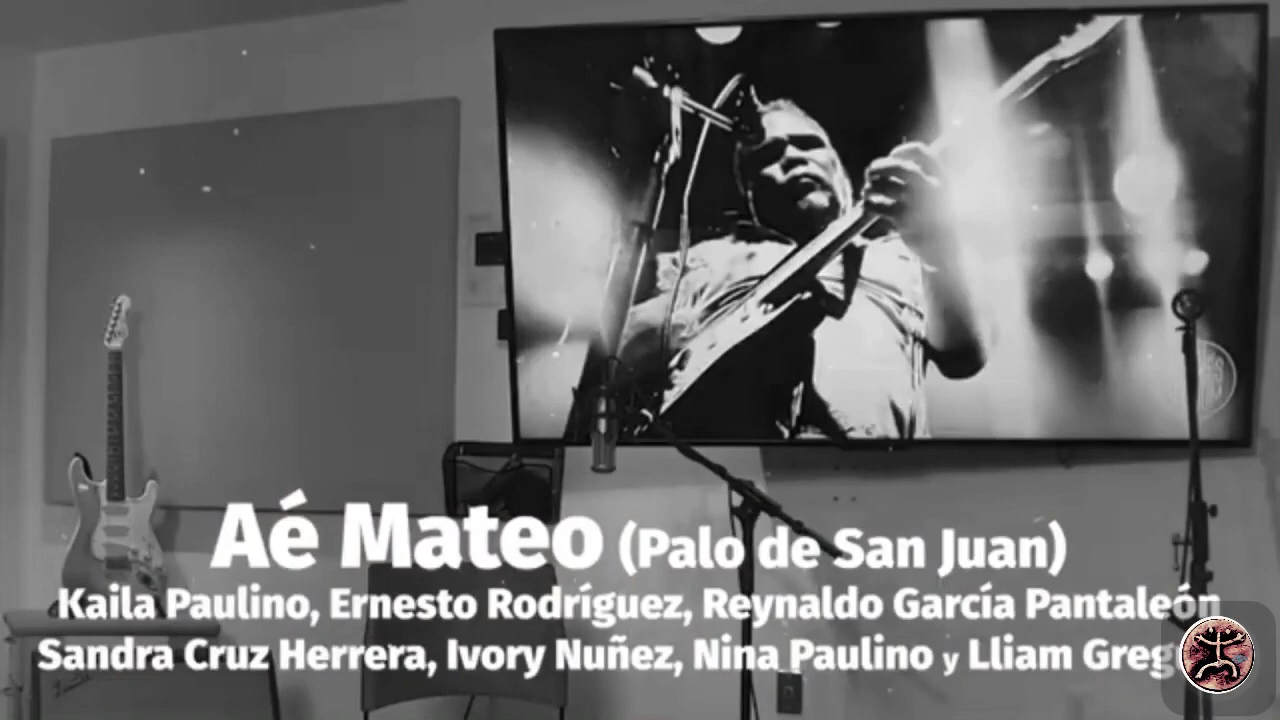 Aé Mateo (Palo de San Juan)
Kaila Paulino, Ernesto Rodríguez, Reynaldo García Pantaleón
Sandra Cruz Herrera, Ivory Nuñez, Nina Paulino y Lliam